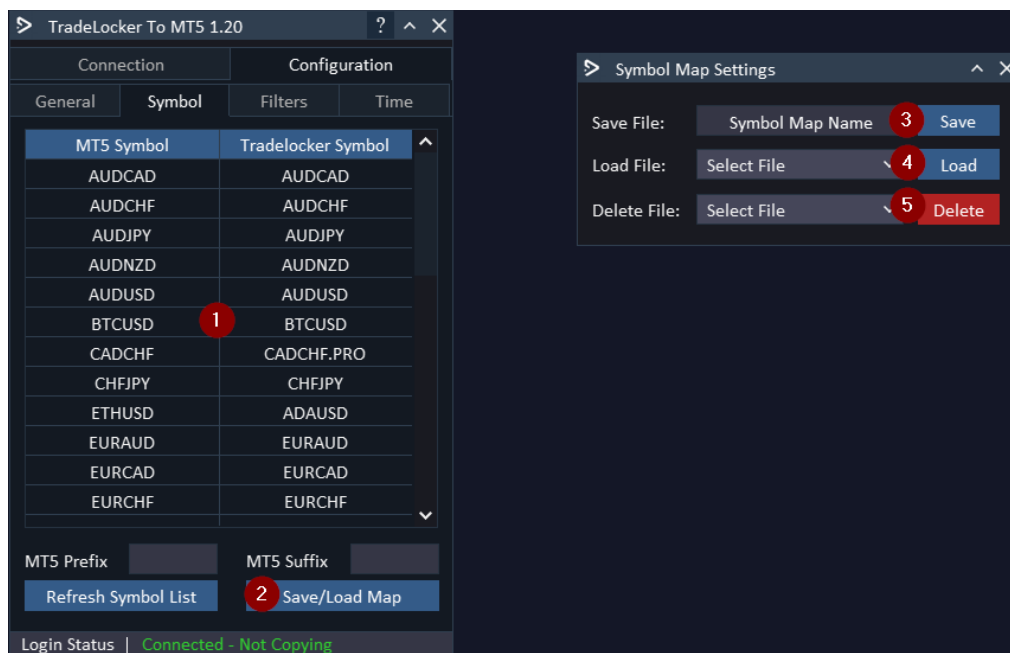 TradeLocker To MT5 1.20 ?
Connection Configuration
General Symbol Filters Time
MT5 Symbol Tradelocker Symbol
AUDCAD AUDCAD
AUDCHF AUDCHF
AUDJPY AUDJPY
AUDNZD AUDNZD
AUDUSD AUDUSD
1
BTCUSD BTCUSD
CADCHF CADCHF.PRO
CHFJPY CHFJPY
ETHUSD ADAUSD
EURAUD EURAUD
EURCAD EURCAD
EURCHF EURCHF
MT5 Prefix MT5 Suffix
Refresh Symbol List 2 Save/Load Map
Login Status | Connected - Not Copying
Symbol Map Settings
Save File: Symbol Map Name 3 Save
Load File: Select File 4 Load
Delete File: Select File 5 Delete